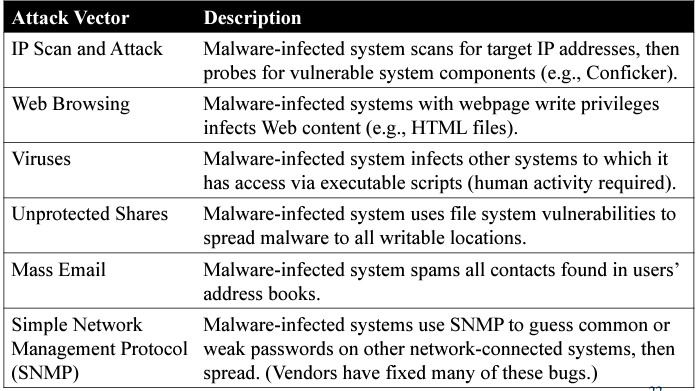 Attack Vector Description
IP Scan and Attack Malware-infected system scans for target IP addresses, then
probes for vulnerable system components (e.g., Conficker).
Web Browsing Malware-infected systems with webpage write privileges
infects Web content (e.g., HTML files).
Viruses Malware-infected system infects other systems to which it
has access via executable scripts (human activity required).
Unprotected Shares Malware-infected system uses file system vulnerabilities to
spread malware to all writable locations.
Mass Email Malware-infected system spams all contacts found in users’
address books.
Simple Network Malware-infected systems use SNMP to guess common or
Management Protocol weak passwords on other network-connected systems, then
(SNMP) spread. (Vendors have fixed many of these bugs.)